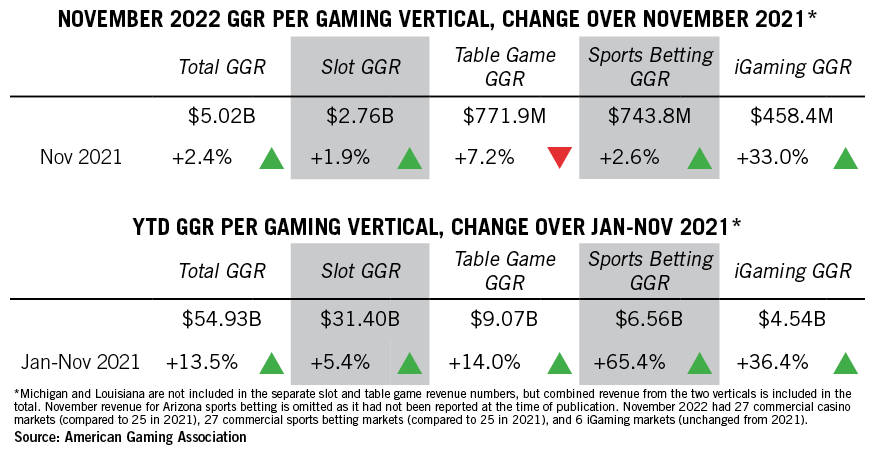 NOVEMBER 2022 GGR PER GAMING VERTICAL, CHANGE OVER NOVEMBER 2021*
Total GGR Slot GGR Table Game GGR Sports Betting GGR iGaming GGR
$5.02B $2.76B $771.9M $743.8M $458.4M
Nov 2021 +2.4% +1.9% +7.2% +2.6% +33.0%
YTD GGR PER GAMING VERTICAL, CHANGE OVER JAN-NOV 2021*
Total GGR Slot GGR Table Game GGR Sports Betting GGR iGaming GGR
$54.93B $31.40B $9.07B $6.56B $4.54B
Jan-Nov 2021 +13.5% +5.4% +14.0% +65.4% +36.4%
*Michigan and Louisiana are not included in the separate slot and table game revenue numbers, but combined revenue from the two verticals is included in the
total. November revenue for Arizona sports betting is omitted as it had not been reported at the time of publication. November 2022 had 27 commercial casino
markets (compared to 25 in 2021), 27 commercial sports betting markets (compared to 25 in 2021), and 6 iGaming markets (unchanged from 2021).
Source: American Gaming Association